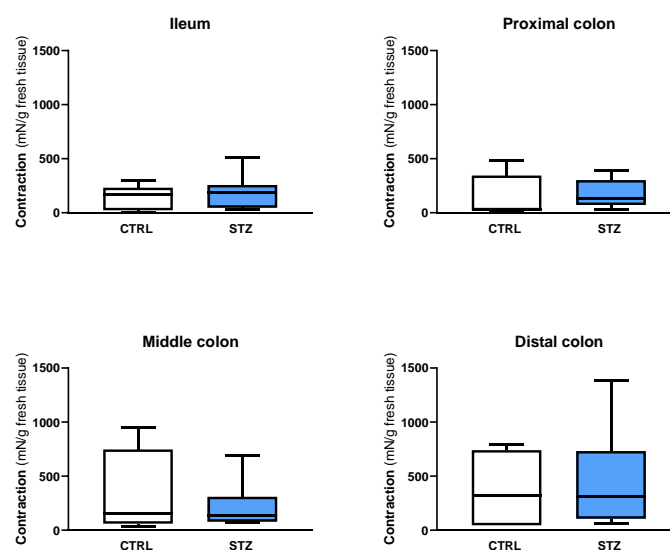 Ileum
Contraction (mN/g fresh tissue)
1500
1000
500
0
CTRL STZ
Proximal colon
Contraction (mN/g fresh tissue)
1500
1000
500
0
CTRL STZ
Middle colon
Contraction (mN/g fresh tissue)
1500
1000
500
0
CTRL STZ
Distal colon
Contraction (mN/g fresh tissue)
1500
1000
500
0
CTRL STZ